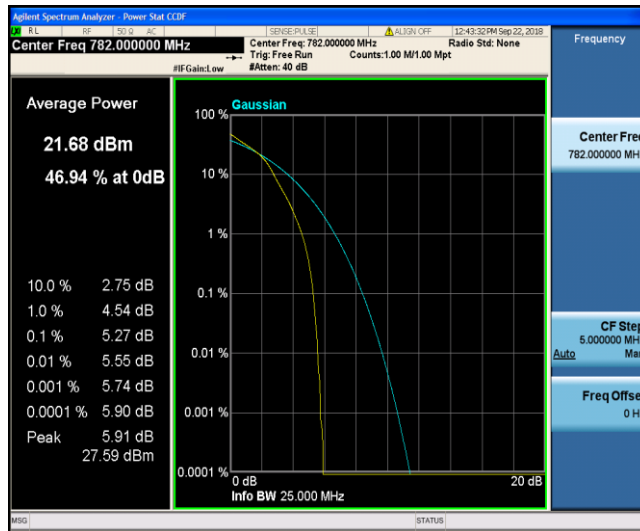 Agilent Spectrum Analyzer - Power Stat CCDF
RL RF 50 Ω AC SENSE:PULSE ALIGN OFF 12:43:32 PM Sep 22, 2018
Center Freq 782.000000 MHz
Center Freq: 782.000000 MHz Radio Std: None
Trig: Free Run Counts:1.00 M/1.00 Mpt
#IFGain:Low #Atten: 40 dB
Frequency
Average Power
21.68 dBm
46.94 % at 0dB
10.0 % 2.75 dB
1.0 % 4.54 dB
0.1 % 5.27 dB
0.01 % 5.55 dB
0.001 % 5.74 dB
0.0001 % 5.90 dB
Peak 5.91 dB
27.59 dBm
Gaussian
100 %
10 %
1 %
0.1 %
0.01 %
0.001 %
0.0001 %
0 dB 20 dB
Info BW 25.000 MHz
Center Fre
782.000000 MH
CF Step
5.000000 MH
Auto Ma
Freq Offse
0 H
MSG STATUS